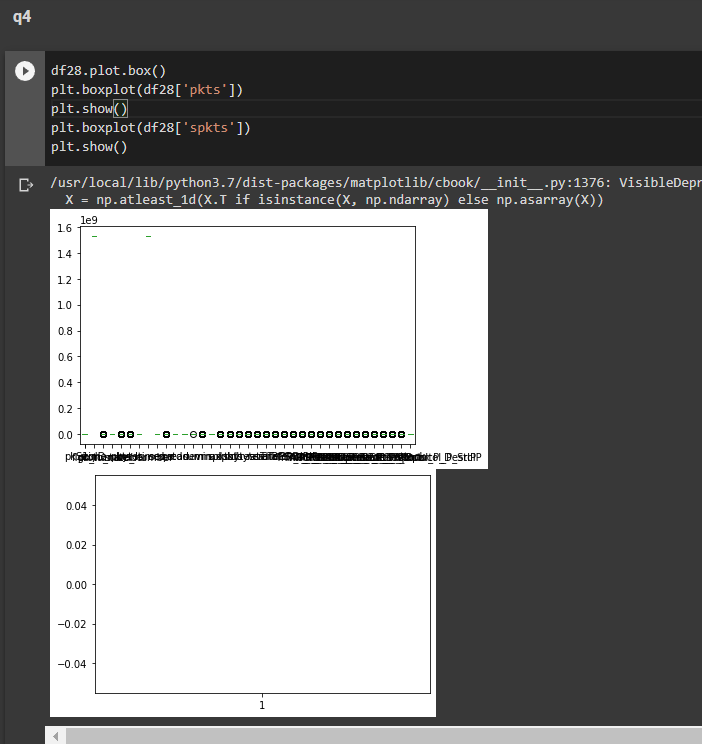 q4
df28.plot.box()
plt.boxplot(df28['pkts'])
plt.show()
plt.boxplot(df28['spkts'])
plt.show()
/usr/local/lib/python3.7/dist-packages/matplotlib/cbook/__init__.py:1376: VisibleDepr
X = np.atleast_1d(X.T if isinstance(X, np.ndarray) else np.asarray(X))
1e9
1.6
1.4
1.2
1.0
0.8
0.6
0.4
0.2
0.0
0.04
0.02
0.00
−0.02
−0.04
1